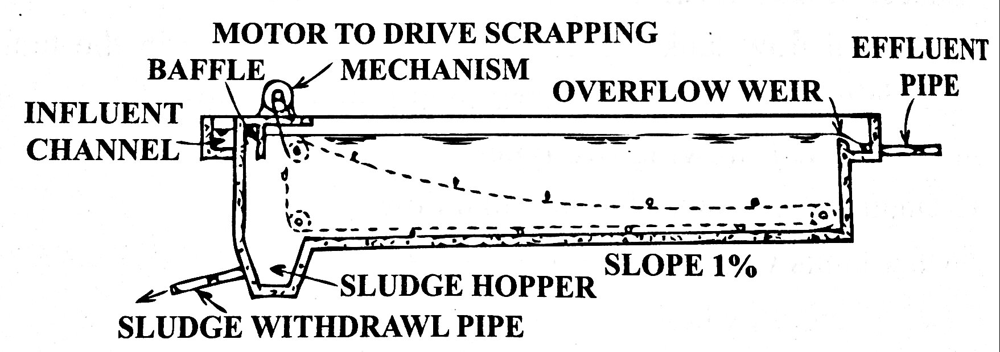 MOTOR TO DRIVE SCRAPPING
MECHANISM
BAFFLE
INFLUENT
CHANNEL
OVERFLOW WEIR
EFFLUENT
PIPE
SLOPE 1%
SLUDGE HOPPER
SLUDGE WITHDRAWL PIPE